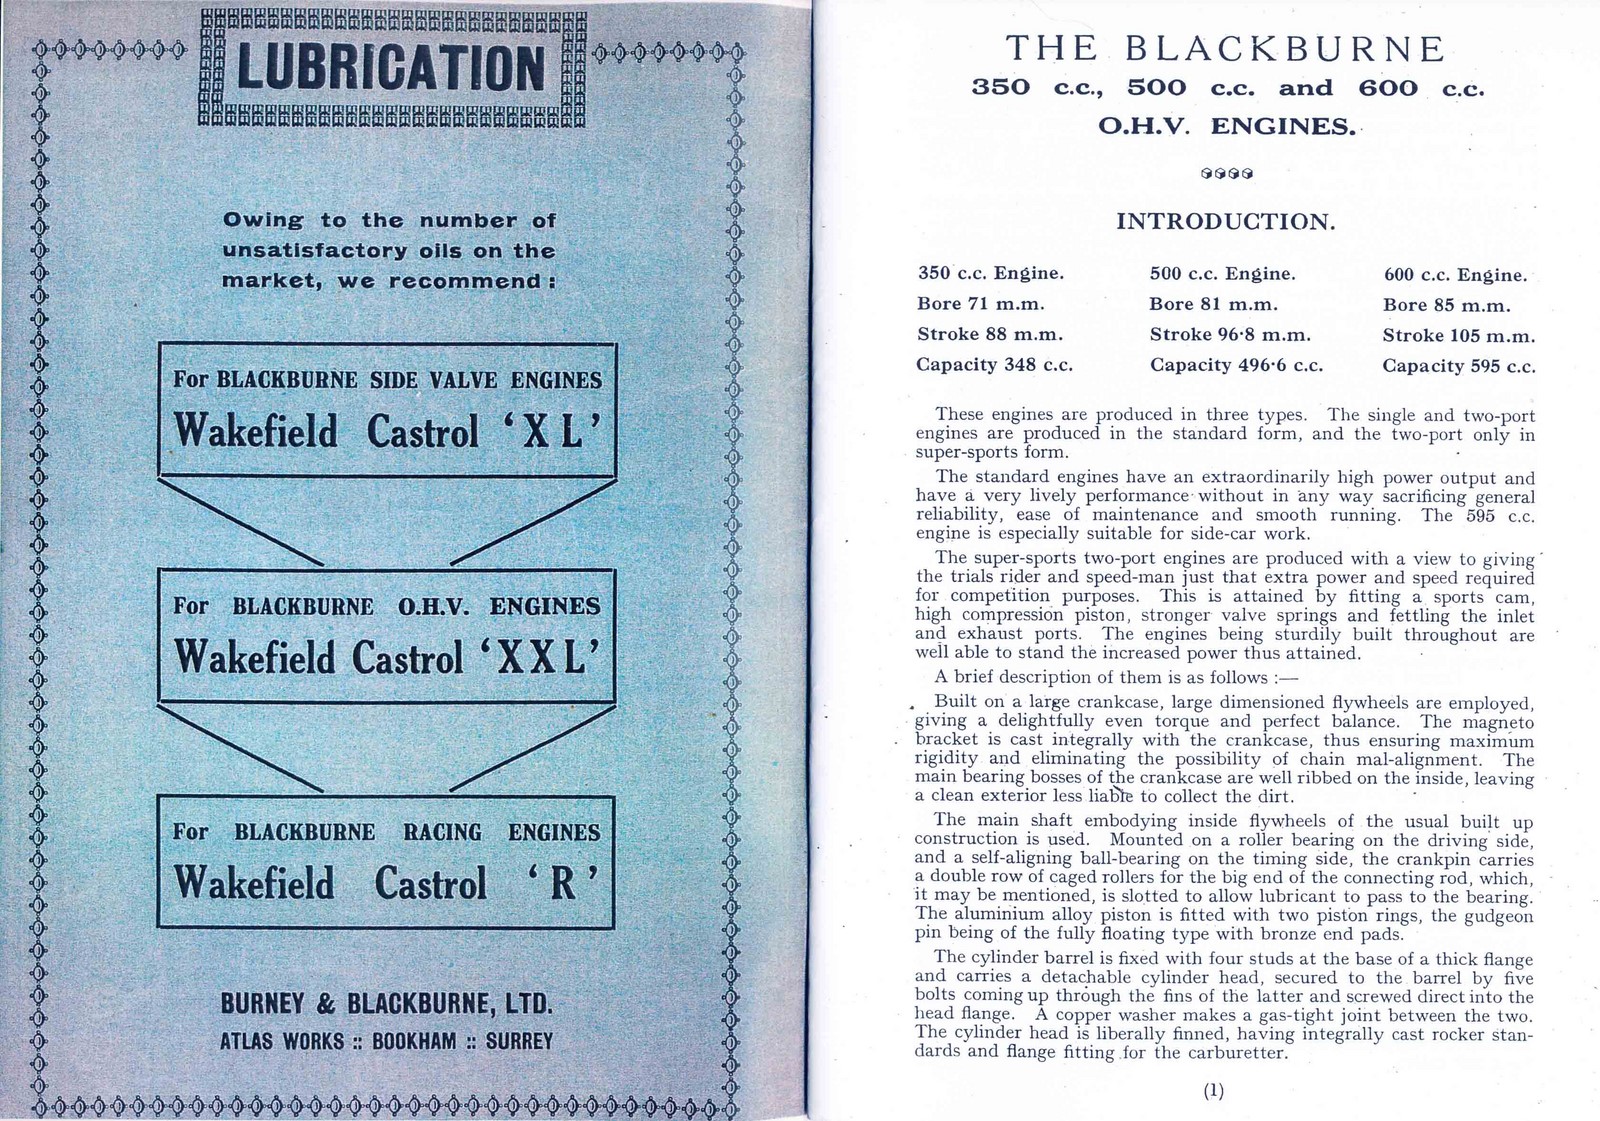 LUBRICATION
Owing to the number of
unsatisfactory oils on the
market, we recommend :
For BLACKBURNE SIDE VALVE ENGINES
Wakefield Castrol ‘X L’
For BLACKBURNE O.H.V. ENGINES
Wakefield Castrol ‘X X L’
For BLACKBURNE RACING ENGINES
Wakefield Castrol ‘ R ’
BURNEY & BLACKBURNE, LTD.
ATLAS WORKS :: BOOKHAM :: SURREY
THE BLACKBURNE
350 c.c., 500 c.c. and 600 c.c.
O.H.V. ENGINES.
INTRODUCTION.
350 c.c. Engine. 500 c.c. Engine. 600 c.c. Engine.
Bore 71 m.m. Bore 81 m.m. Bore 85 m.m.
Stroke 88 m.m. Stroke 96·8 m.m. Stroke 105 m.m.
Capacity 348 c.c. Capacity 496·6 c.c. Capacity 595 c.c.
These engines are produced in three types. The single and two-port
engines are produced in the standard form, and the two-port only in
super-sports form.
The standard engines have an extraordinarily high power output and
have a very lively performance without in any way sacrificing general
reliability, ease of maintenance and smooth running. The 595 c.c.
engine is especially suitable for side-car work.
The super-sports two-port engines are produced with a view to giving
the trials rider and speed-man just that extra power and speed required
for competition purposes. This is attained by fitting a sports cam,
high compression piston, stronger valve springs and fettling the inlet
and exhaust ports. The engines being sturdily built throughout are
well able to stand the increased power thus attained.
A brief description of them is as follows :—
Built on a large crankcase, large dimensioned flywheels are employed,
giving a delightfully even torque and perfect balance. The magneto
bracket is cast integrally with the crankcase, thus ensuring maximum
rigidity and eliminating the possibility of chain mal-alignment. The
main bearing bosses of the crankcase are well ribbed on the inside, leaving
a clean exterior less liable to collect the dirt.
The main shaft embodying inside flywheels of the usual built up
construction is used. Mounted on a roller bearing on the driving side,
and a self-aligning ball-bearing on the timing side, the crankpin carries
a double row of caged rollers for the big end of the connecting rod, which,
it may be mentioned, is slotted to allow lubricant to pass to the bearing.
The aluminium alloy piston is fitted with two piston rings, the gudgeon
pin being of the fully floating type with bronze end pads.
The cylinder barrel is fixed with four studs at the base of a thick flange
and carries a detachable cylinder head, secured to the barrel by five
bolts coming up through the fins of the latter and screwed direct into the
head flange. A copper washer makes a gas-tight joint between the two.
The cylinder head is liberally finned, having integrally cast rocker stan-
dards and flange fitting for the carburetter.
(1)